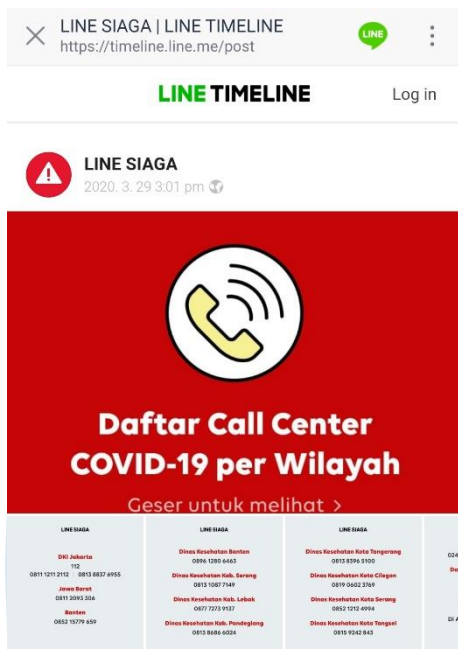 LINE SIAGA | LINE TIMELINE
https://timeline.line.me/post
LINE
LINE TIMELINE
Log in
LINE SIAGA
2020. 3. 29 3:01 pm
Daftar Call Center
COVID-19 per Wilayah
Geser untuk melihat >
LINE SIAGA
DKI Jakarta
112
0811 1211 2112 0813 8837 6955
Jawa Barat
0811 2093 306
Banten
0852 15779 659
LINE SIAGA
Dinas Kesehatan Banten
0896 1280 6463
Dinas Kesehatan Kab. Serang
0813 1087 7149
Dinas Kesehatan Kab. Lebak
0877 7273 9137
Dinas Kesehatan Kab. Pandeglang
0813 8686 6024
LINE SIAGA
Dinas Kesehatan Kota Tangerang
0813 8396 5100
Dinas Kesehatan Kota Cilegon
0819 0602 3769
Dinas Kesehatan Kota Serang
0852 1212 4994
Dinas Kesehatan Kota Tangsel
0815 9242 843
024
DI A